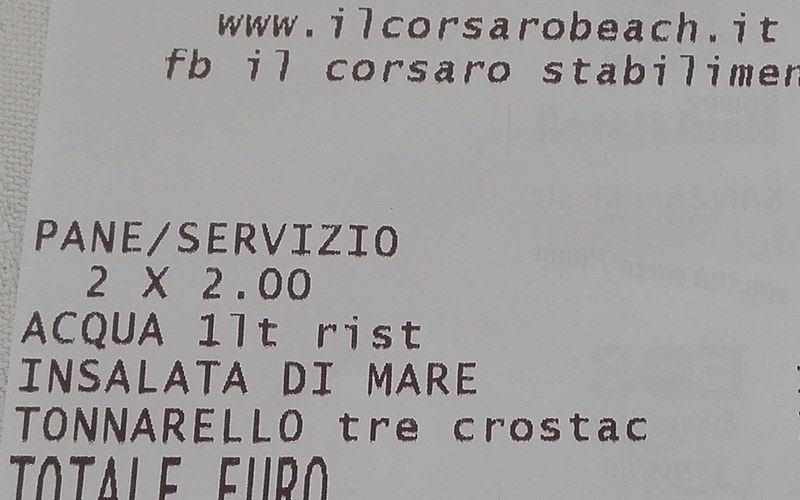 www.ilcorsarobeach.it
fb il corsaro stabilimen
PANE/SERVIZIO
2 X 2.00
ACQUA 1lt rist
INSALATA DI MARE
TONNARELLO tre crostac
TOTALE EURO